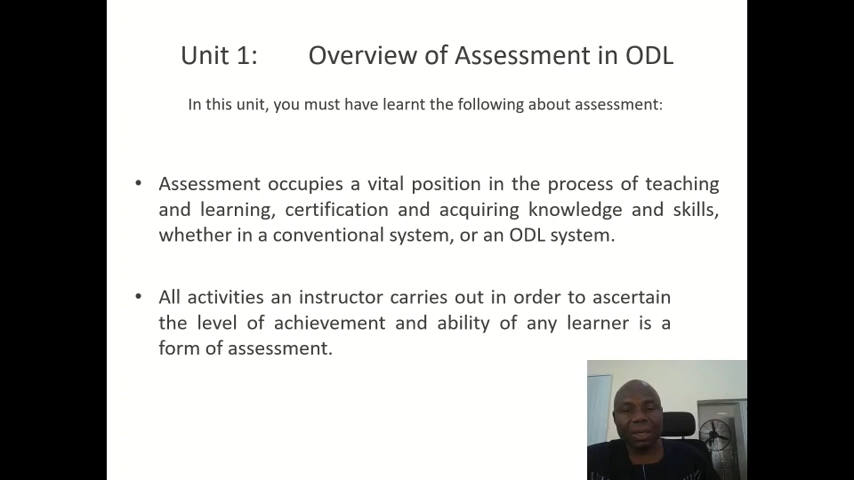 Unit 1: Overview of Assessment in ODL
In this unit, you must have learnt the following about assessment:
• Assessment occupies a vital position in the process of teaching
and learning, certification and acquiring knowledge and skills,
whether in a conventional system, or an ODL system.
• All activities an instructor carries out in order to ascertain
the level of achievement and ability of any learner is a
form of assessment.